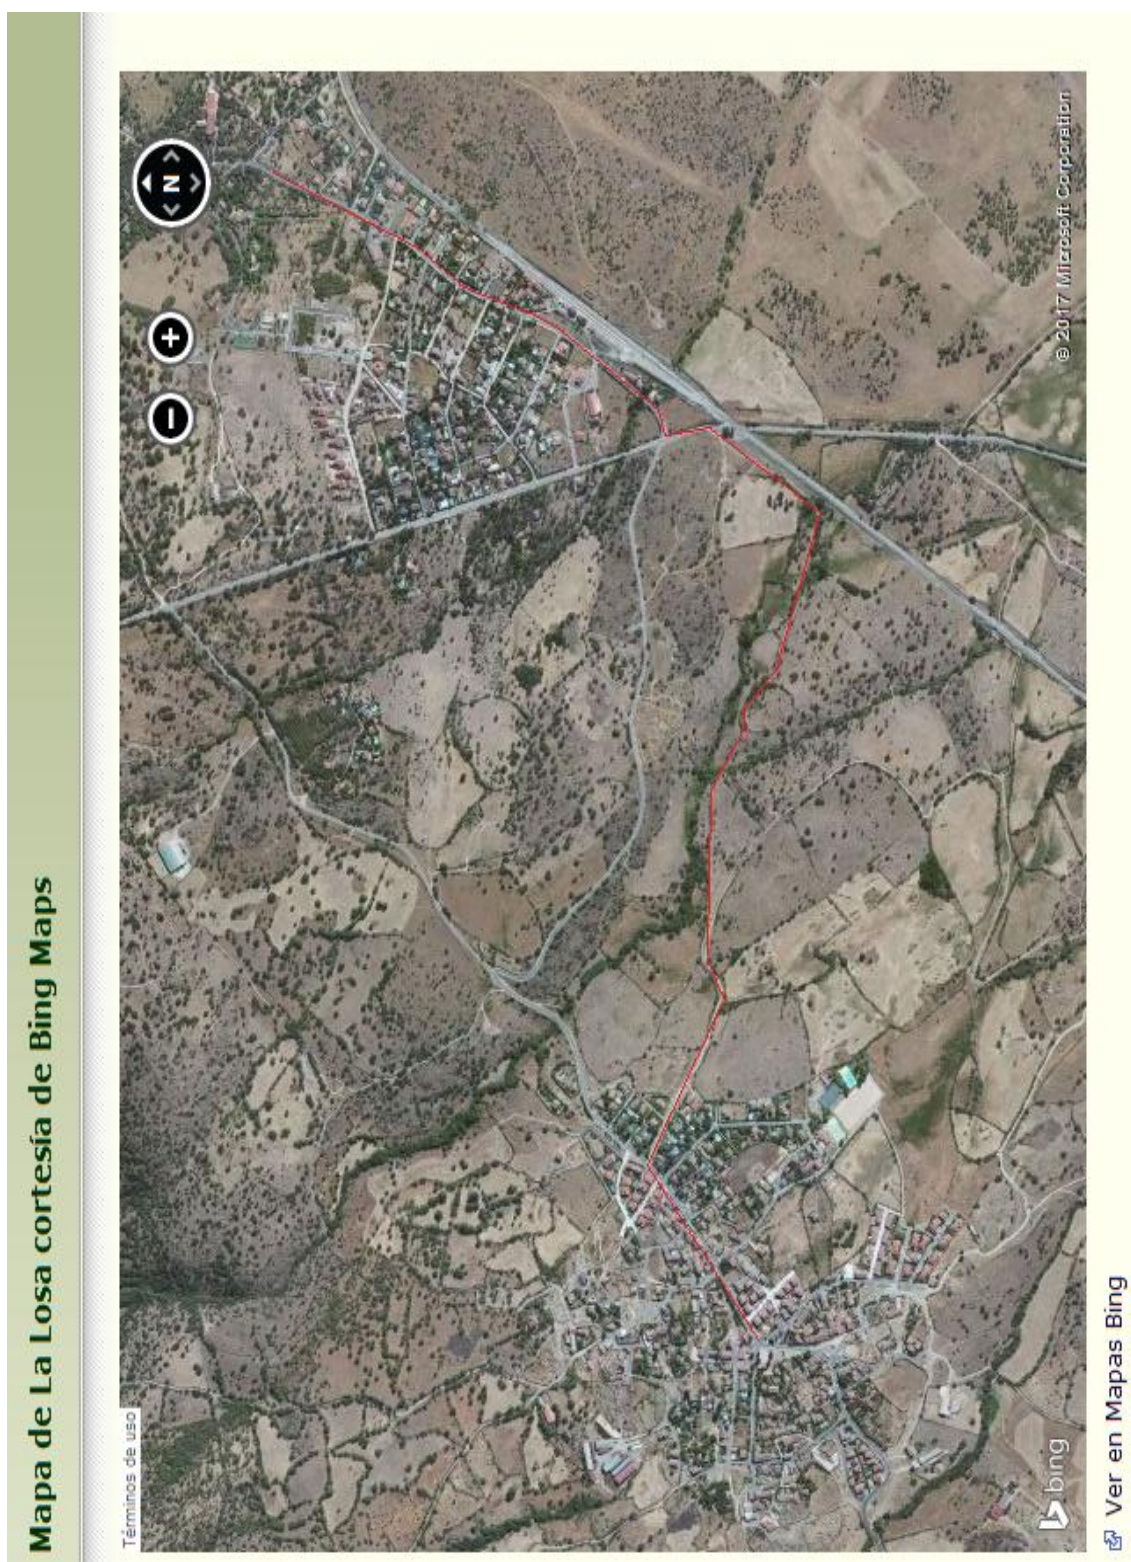 Mapa de La Losa cortesía de Bing Maps
Términos de uso
N
+
−
bing
© 2017 Microsoft Corporation
Ver en Mapas Bing